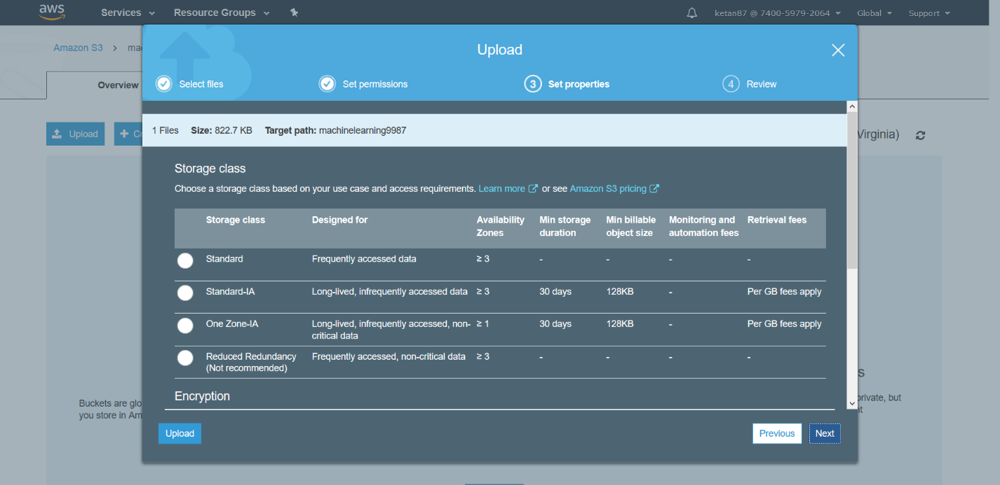 aws Services Resource Groups ketan87 @ 7400-5979-2064 Global Support
Upload
Amazon S3
Select files Set permissions 3 Set properties 4 Review
Overview
1 Files Size: 822.7 KB Target path: machinelearning9987
Upload Virginia)
Storage class
Choose a storage class based on your use case and access requirements. Learn more or see Amazon S3 pricing
Storage class Designed for Availability Zones Min storage duration Min billable object size Monitoring and automation fees Retrieval fees
Standard Frequently accessed data ≥ 3 - - - -
Standard-IA Long-lived, infrequently accessed data ≥ 3 30 days 128KB - Per GB fees apply
One Zone-IA Long-lived, infrequently accessed, non-critical data ≥ 1 30 days 128KB - Per GB fees apply
Reduced Redundancy (Not recommended) Frequently accessed, non-critical data ≥ 3 - - - -
Encryption
Buckets are glo
you store in Am
private, but
Upload Previous Next